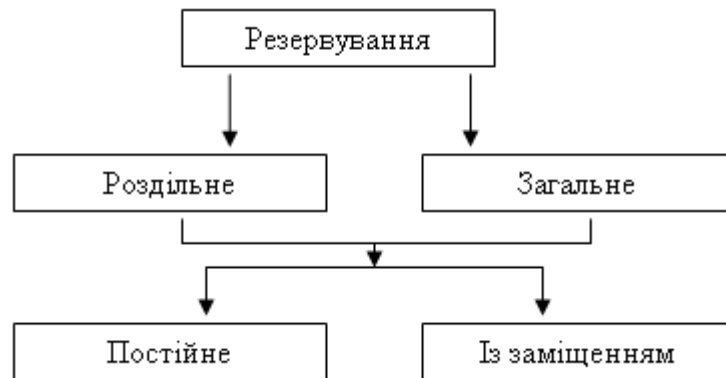 Резервування
Роздільне
Загальне
Постійне
Із заміщенням